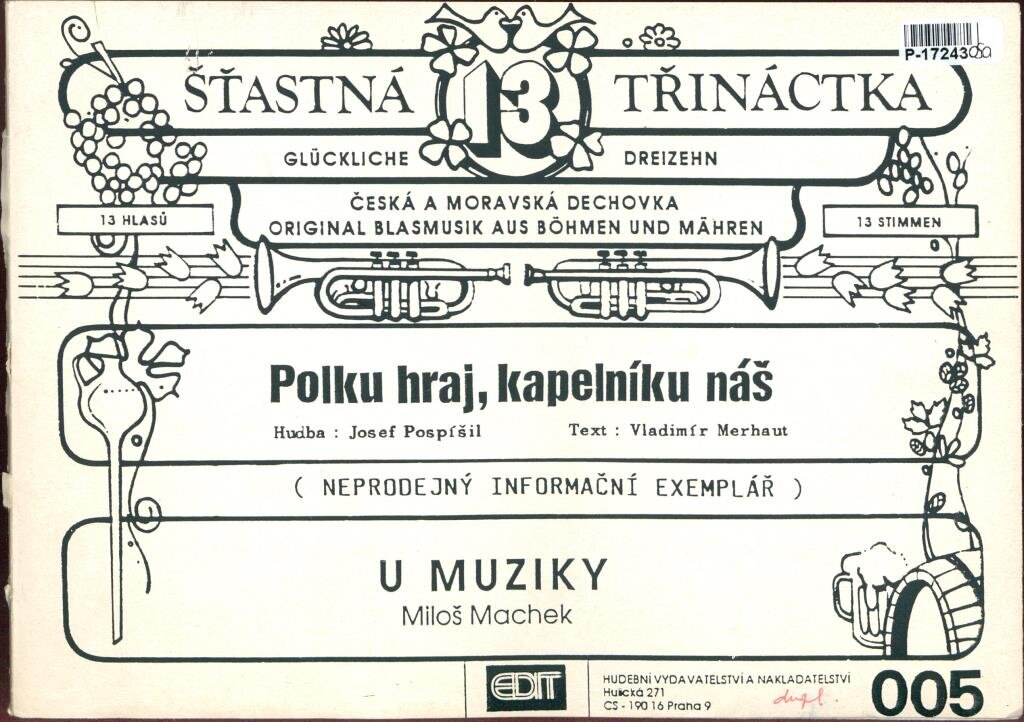 P-17243
ŠŤASTNÁ 13 TŘINÁCTKA
GLÜCKLICHE DREIZEHN
ČESKÁ A MORAVSKÁ DECHOVKA
13 HLASŮ
ORIGINAL BLASMUSIK AUS BÖHMEN UND MÄHREN
13 STIMMEN
Polku hraj, kapelníku náš
Hudba : Josef Pospíšil Text : Vladimír Merhaut
( NEPRODEJNÝ INFORMAČNÍ EXEMPLÁŘ )
U MUZIKY
Miloš Machek
EDIT
HUDEBNÍ VYDAVATELSTVÍ A NAKLADATELSTVÍ
Hulická 271
CS - 190 16 Praha 9
dupl.
005